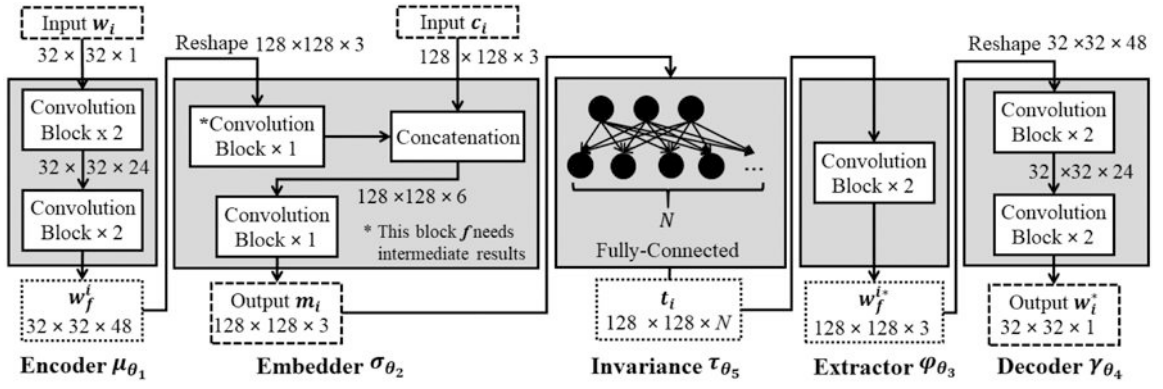 Input w_i
32 × 32 × 1
Convolution
Block x 2
32 × 32 × 24
Convolution
Block × 2
w_f^i
32 × 32 × 48
Encoder μ_θ₁
Reshape 128 ×128 × 3
Input c_i
128 × 128 × 3
*Convolution
Block × 1
Concatenation
128 ×128 × 6
Convolution
Block × 1
* This block f needs
intermediate results
Output m_i
128 × 128 × 3
Embedder σ_θ₂
...
N
Fully-Connected
t_i
128 × 128 × N
Invariance τ_θ₅
Convolution
Block × 2
w_f^i*
128 × 128 × 3
Extractor φ_θ₃
Reshape 32 ×32 × 48
Convolution
Block × 2
32 ×32 × 24
Convolution
Block × 2
Output w_i^*
32 × 32 × 1
Decoder γ_θ₄